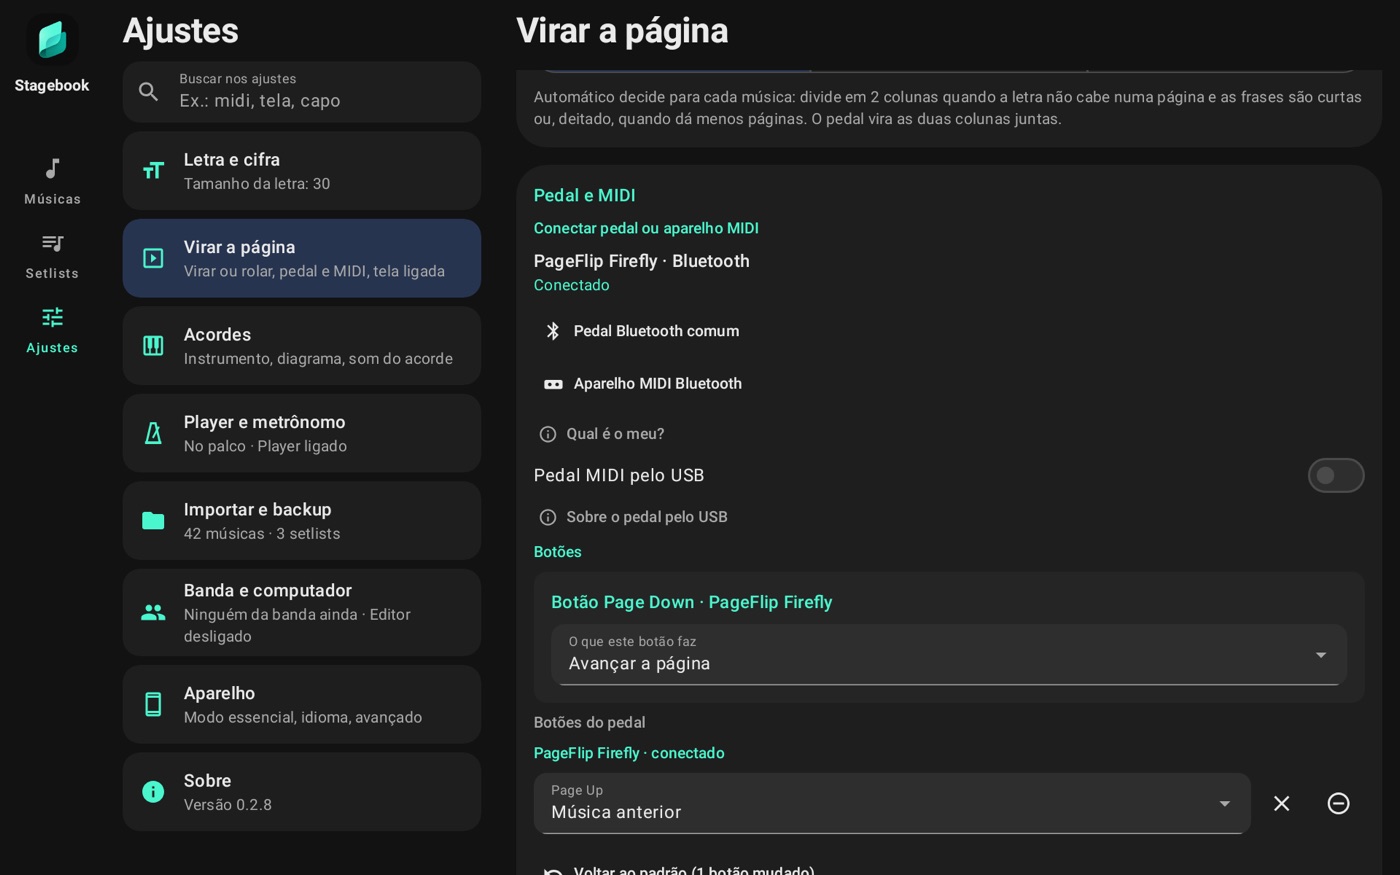 Stagebook
Músicas
Setlists
Ajustes
Ajustes
Buscar nos ajustes
Ex.: midi, tela, capo
Letra e cifra
Tamanho da letra: 30
Virar a página
Virar ou rolar, pedal e MIDI, tela ligada
Acordes
Instrumento, diagrama, som do acorde
Player e metrônomo
No palco · Player ligado
Importar e backup
42 músicas · 3 setlists
Banda e computador
Ninguém da banda ainda · Editor
desligado
Aparelho
Modo essencial, idioma, avançado
Sobre
Versão 0.2.8
Virar a página
Automático decide para cada música: divide em 2 colunas quando a letra não cabe numa página e as frases são curtas
ou, deitado, quando dá menos páginas. O pedal vira as duas colunas juntas.
Pedal e MIDI
Conectar pedal ou aparelho MIDI
PageFlip Firefly · Bluetooth
Conectado
Pedal Bluetooth comum
Aparelho MIDI Bluetooth
Qual é o meu?
Pedal MIDI pelo USB
Sobre o pedal pelo USB
Botões
Botão Page Down · PageFlip Firefly
O que este botão faz
Avançar a página
Botões do pedal
PageFlip Firefly · conectado
Page Up
Música anterior
Voltar ao padrão (1 botão mudado)